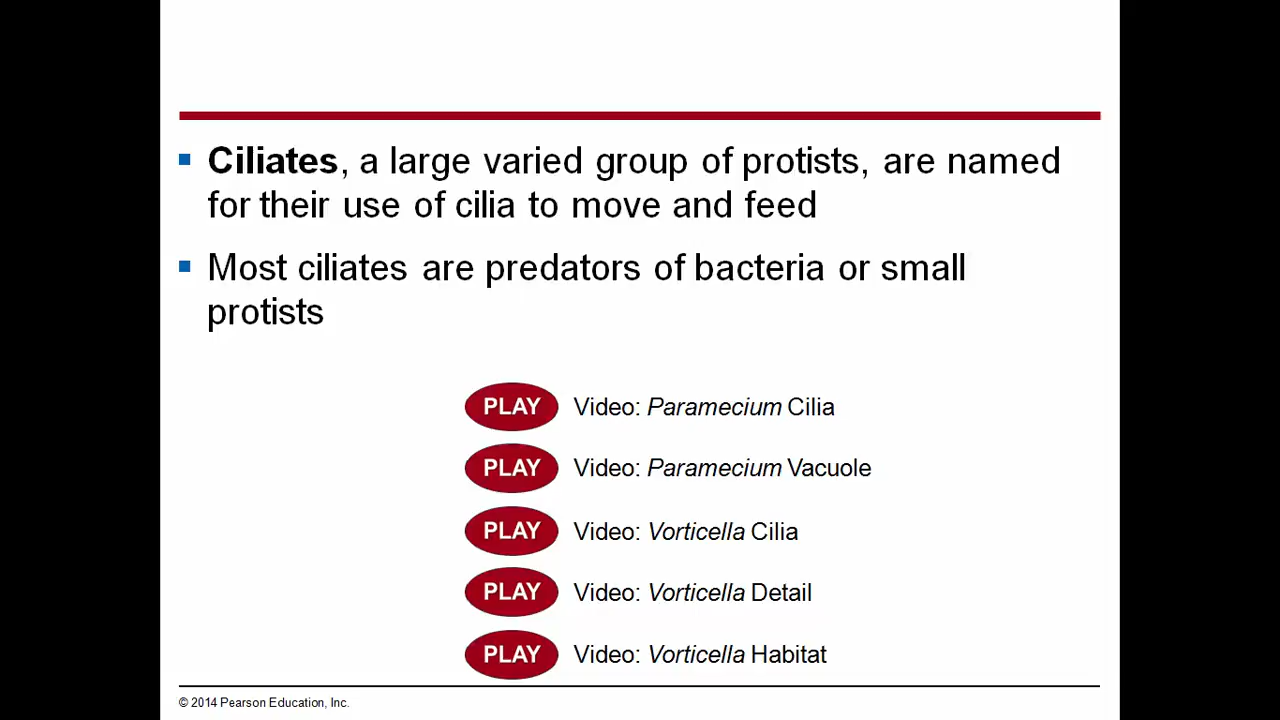 Ciliates, a large varied group of protists, are named
for their use of cilia to move and feed
Most ciliates are predators of bacteria or small
protists
PLAY Video: Paramecium Cilia
PLAY Video: Paramecium Vacuole
PLAY Video: Vorticella Cilia
PLAY Video: Vorticella Detail
PLAY Video: Vorticella Habitat
© 2014 Pearson Education, Inc.